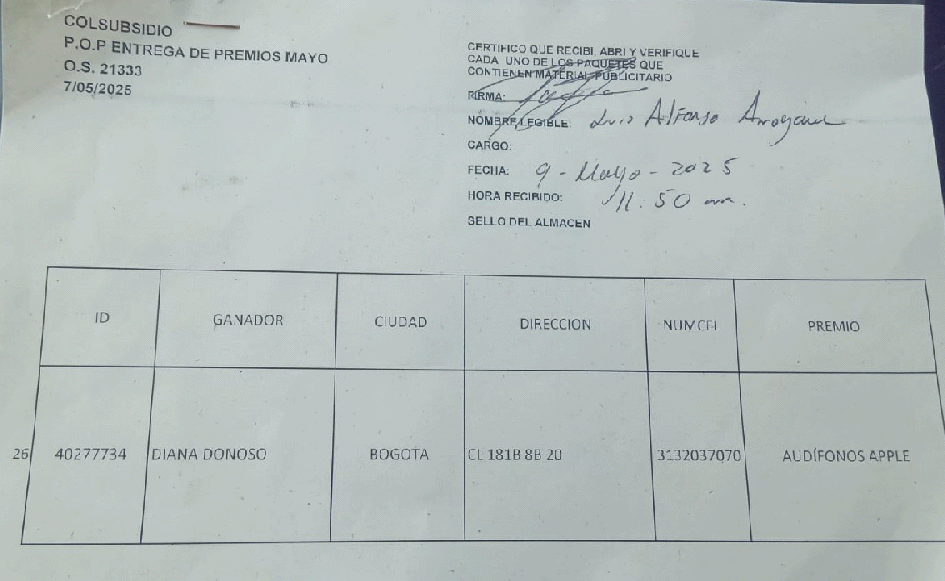 COLSUBSIDIO
P.O.P ENTREGA DE PREMIOS MAYO
O.S. 21333
7/05/2025
CERTIFICO QUE RECIBI, ABRI Y VERIFIQUE
CADA UNO DE LOS PAQUETES QUE
CONTIENEN MATERIAL PUBLICITARIO
FIRMA:
NOMBRE LEGIBLE: Luis Alfonso
CARGO:
FECHA: 9 - Mayo - 2025
HORA RECIBIDO: 11:50 am.
SELLO DEL ALMACEN
ID GANADOR CIUDAD DIRECCION NUMCEL PREMIO
26 40277734 DIANA DONOSO BOGOTA CL 181B 8B 20 3132037070 AUDÍFONOS APPLE